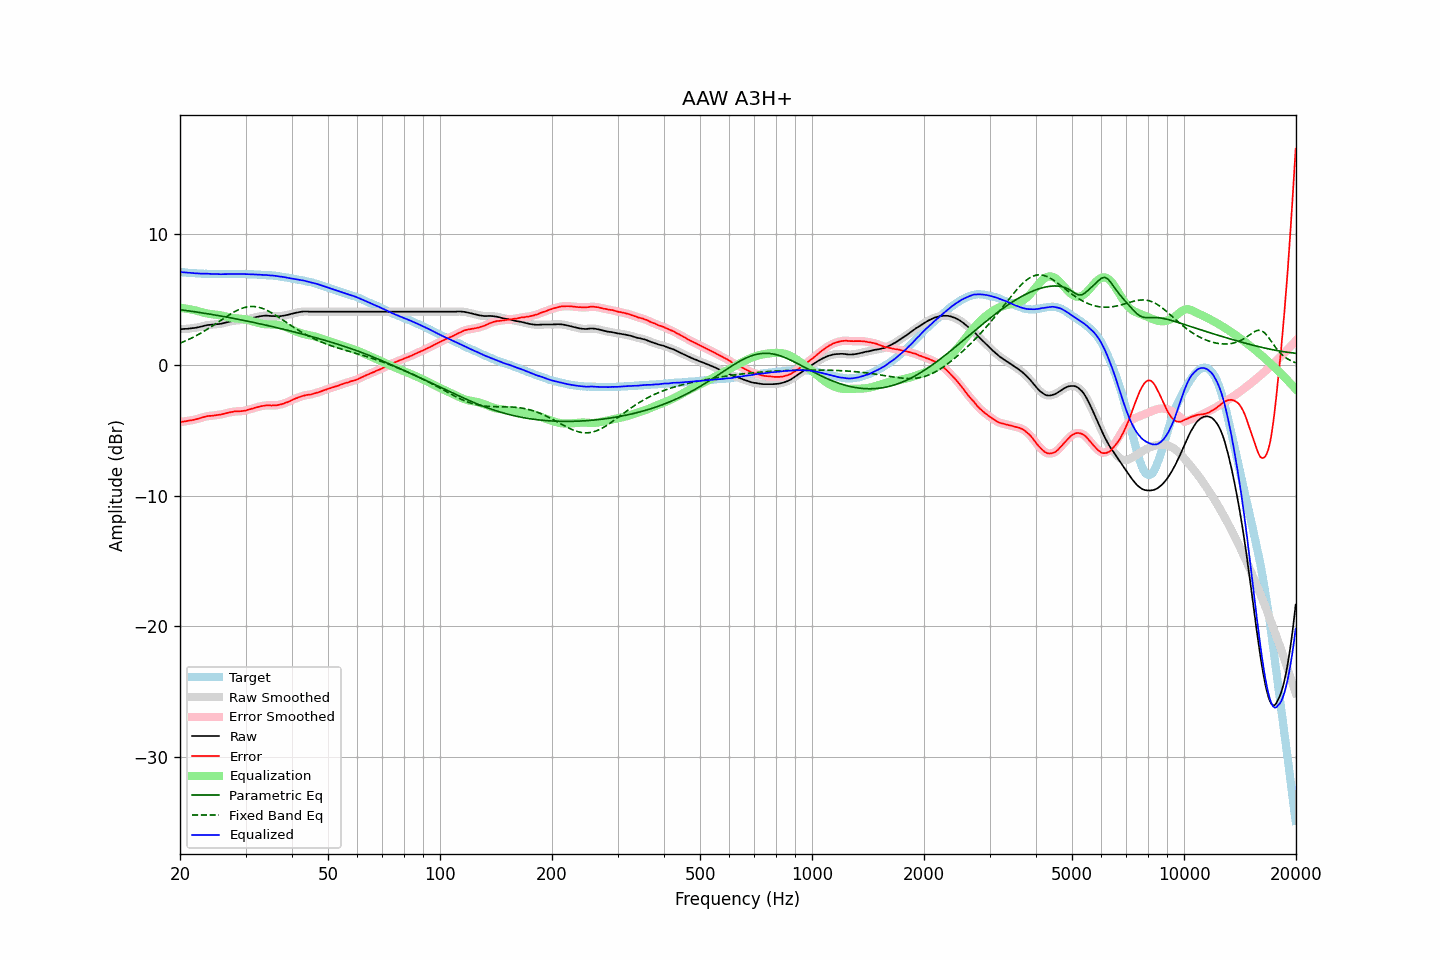 AAW A3H+
Amplitude (dBr)
10
0
−10
−20
−30
Target
Raw Smoothed
Error Smoothed
Raw
Error
Equalization
Parametric Eq
Fixed Band Eq
Equalized
20 50 100 200 500 1000 2000 5000 10000 20000
Frequency (Hz)